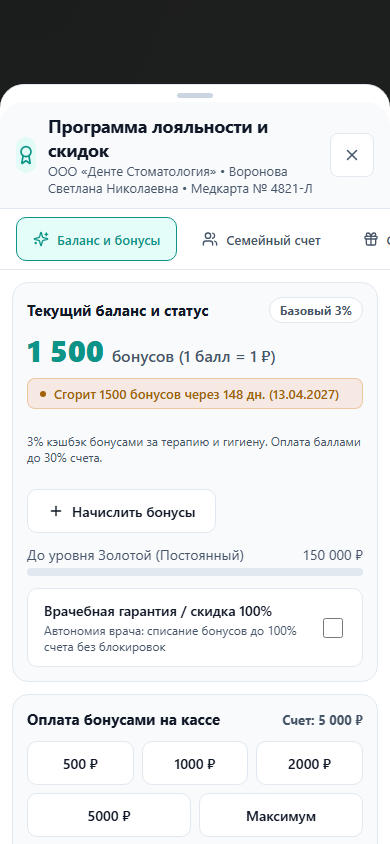 Программа лояльности и
скидок
ООО «Денте Стоматология» • Воронова
Светлана Николаевна • Медкарта № 4821-Л
Баланс и бонусы
Семейный счет
Текущий баланс и статус
Базовый 3%
1 500 бонусов (1 балл = 1 ₽)
Сгорит 1500 бонусов через 148 дн. (13.04.2027)
3% кэшбэк бонусами за терапию и гигиену. Оплата баллами
до 30% счета.
Начислить бонусы
До уровня Золотой (Постоянный)
150 000 ₽
Врачебная гарантия / скидка 100%
Автономия врача: списание бонусов до 100%
счета без блокировок
Оплата бонусами на кассе
Счет: 5 000 ₽
500 ₽
1000 ₽
2000 ₽
5000 ₽
Максимум